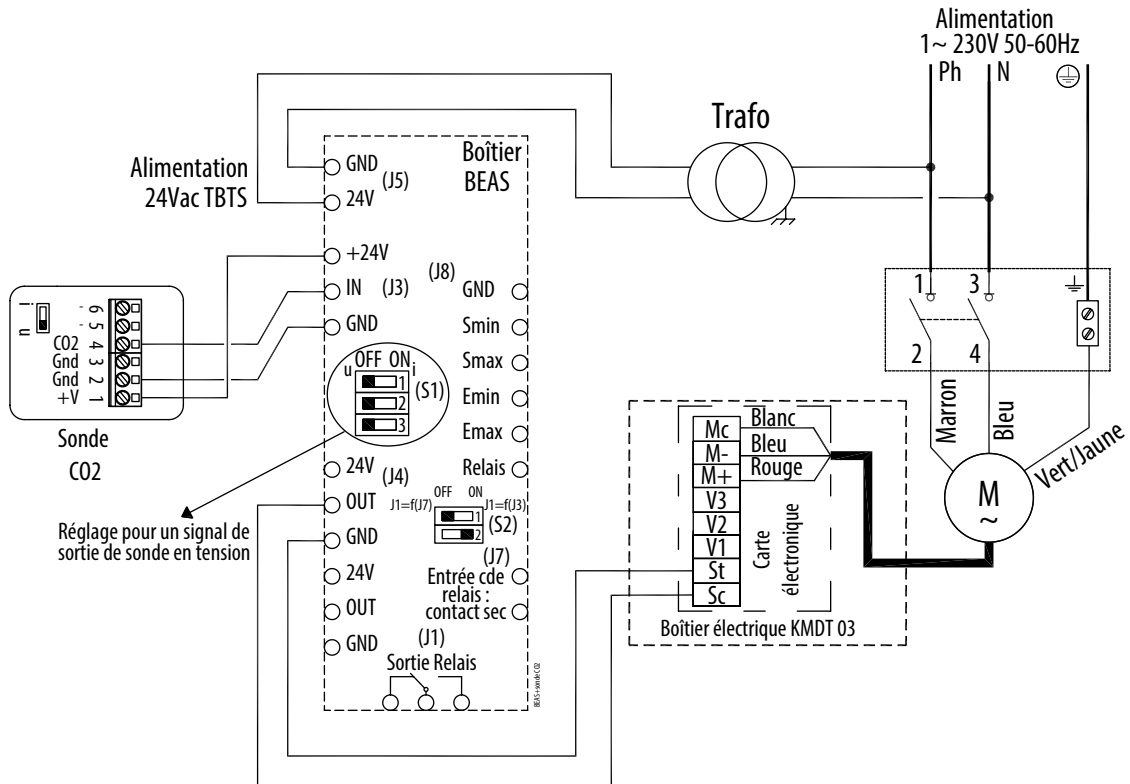 Alimentation
1~ 230V 50-60Hz
Ph
N
Trafo
Alimentation
24Vac TBTS
Boîtier
BEAS
GND
(J5)
24V
+24V
IN
(J3)
GND
(J8)
GND
Smin
Smax
Emin
Emax
Relais
i
u
6 -
5 -
CO2 4
Gnd 3
Gnd 2
+V 1
Sonde
CO2
u
OFF ON
i
1
2
3
(S1)
Réglage pour un signal de
sortie de sonde en tension
24V
(J4)
OUT
GND
24V
OUT
GND
OFF ON
J1=f(J7)
J1=f(J3)
1
2
(S2)
(J7)
Entrée cde
relais :
contact sec
(J1)
Sortie Relais
BEAS+sondeCO2
1
3
2
4
Marron
Bleu
Vert/Jaune
M
~
Mc
M-
M+
V3
V2
V1
St
Sc
Blanc
Bleu
Rouge
Carte
électronique
Boîtier électrique KMDT 03